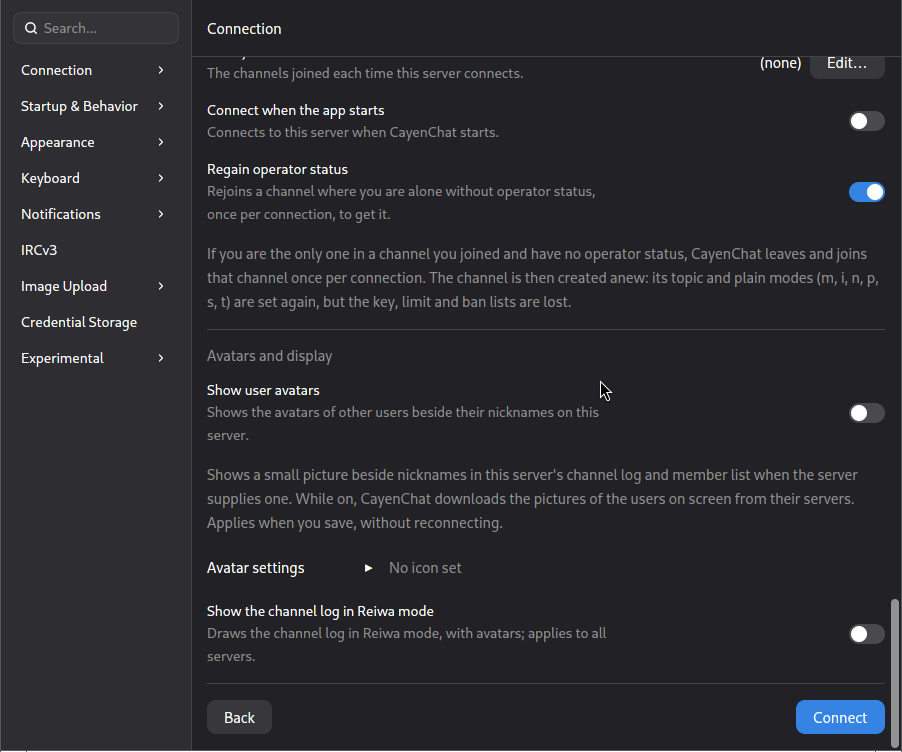 Search...
Connection
Connection
Startup & Behavior
Appearance
Keyboard
Notifications
IRCv3
Image Upload
Credential Storage
Experimental
The channels joined each time this server connects.
(none)
Edit...
Connect when the app starts
Connects to this server when CayenChat starts.
Regain operator status
Rejoins a channel where you are alone without operator status,
once per connection, to get it.
If you are the only one in a channel you joined and have no operator status, CayenChat leaves and joins
that channel once per connection. The channel is then created anew: its topic and plain modes (m, i, n, p,
s, t) are set again, but the key, limit and ban lists are lost.
Avatars and display
Show user avatars
Shows the avatars of other users beside their nicknames on this
server.
Shows a small picture beside nicknames in this server's channel log and member list when the server
supplies one. While on, CayenChat downloads the pictures of the users on screen from their servers.
Applies when you save, without reconnecting.
Avatar settings
No icon set
Show the channel log in Reiwa mode
Draws the channel log in Reiwa mode, with avatars; applies to all
servers.
Back
Connect